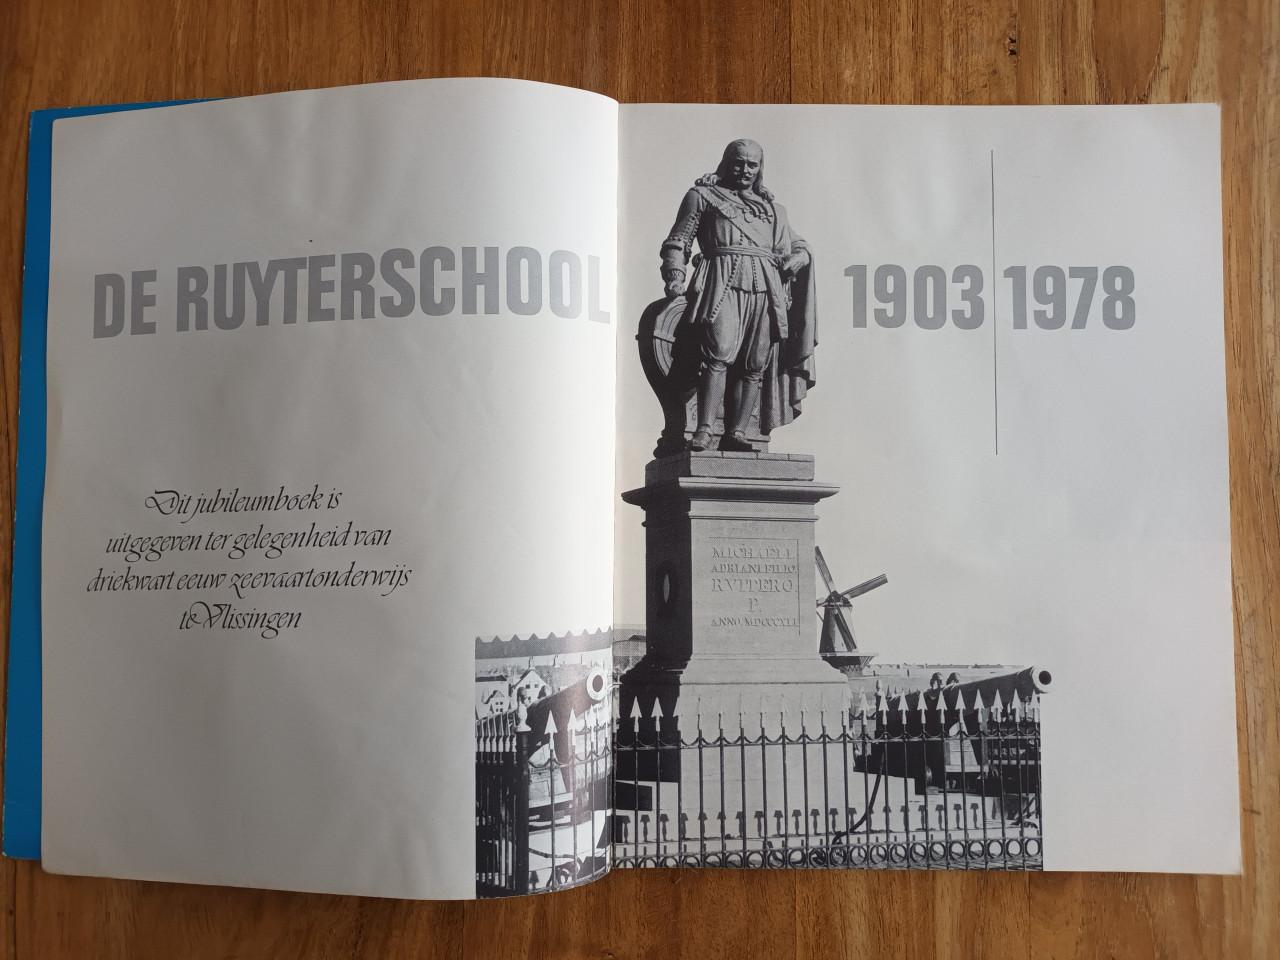 DE RUYTERSCHOOL
1903 1978
Dit jubileumboek is
uitgegeven ter gelegenheid van
driekwart eeuw zeevaartonderwijs
te Vlissingen
MICHAELI
ADRIANI FILIO
RVITERO
P.
ANNO MDCCCXLI